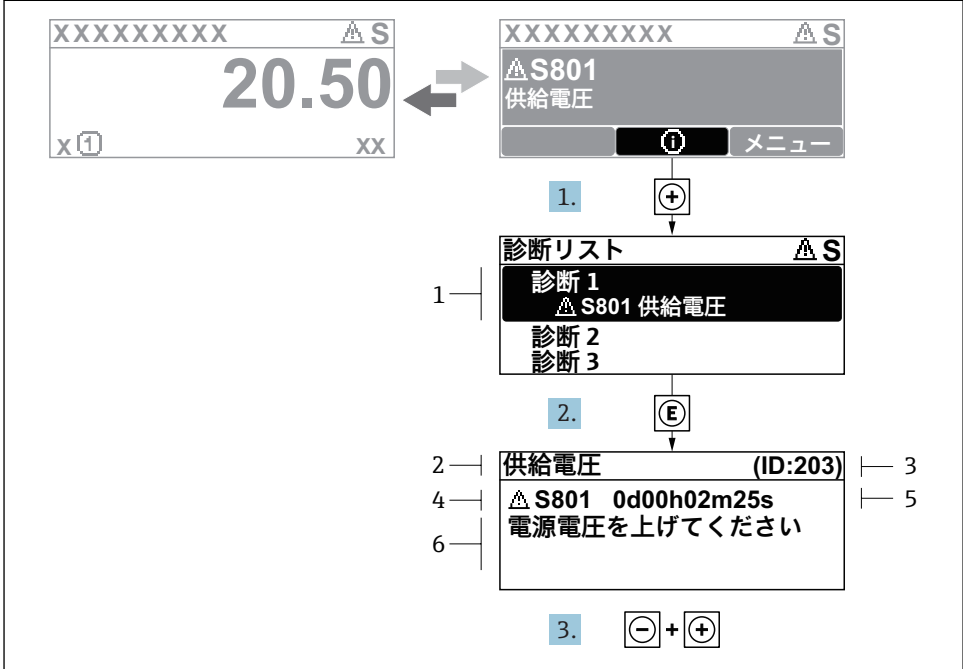 XXXXXXXXX ⚠ S
20.50
x ① xx
XXXXXXXXX ⚠ S
⚠S801
供給電圧
ⓘ メニュー
1. ⊕
診断リスト ⚠ S
1
診断 1
⚠ S801 供給電圧
診断 2
診断 3
2. Ⓔ
2 供給電圧 (ID:203) 3
4 ⚠ S801 0d00h02m25s 5
6 電源電圧を上げてください
3. ⊖ + ⊕